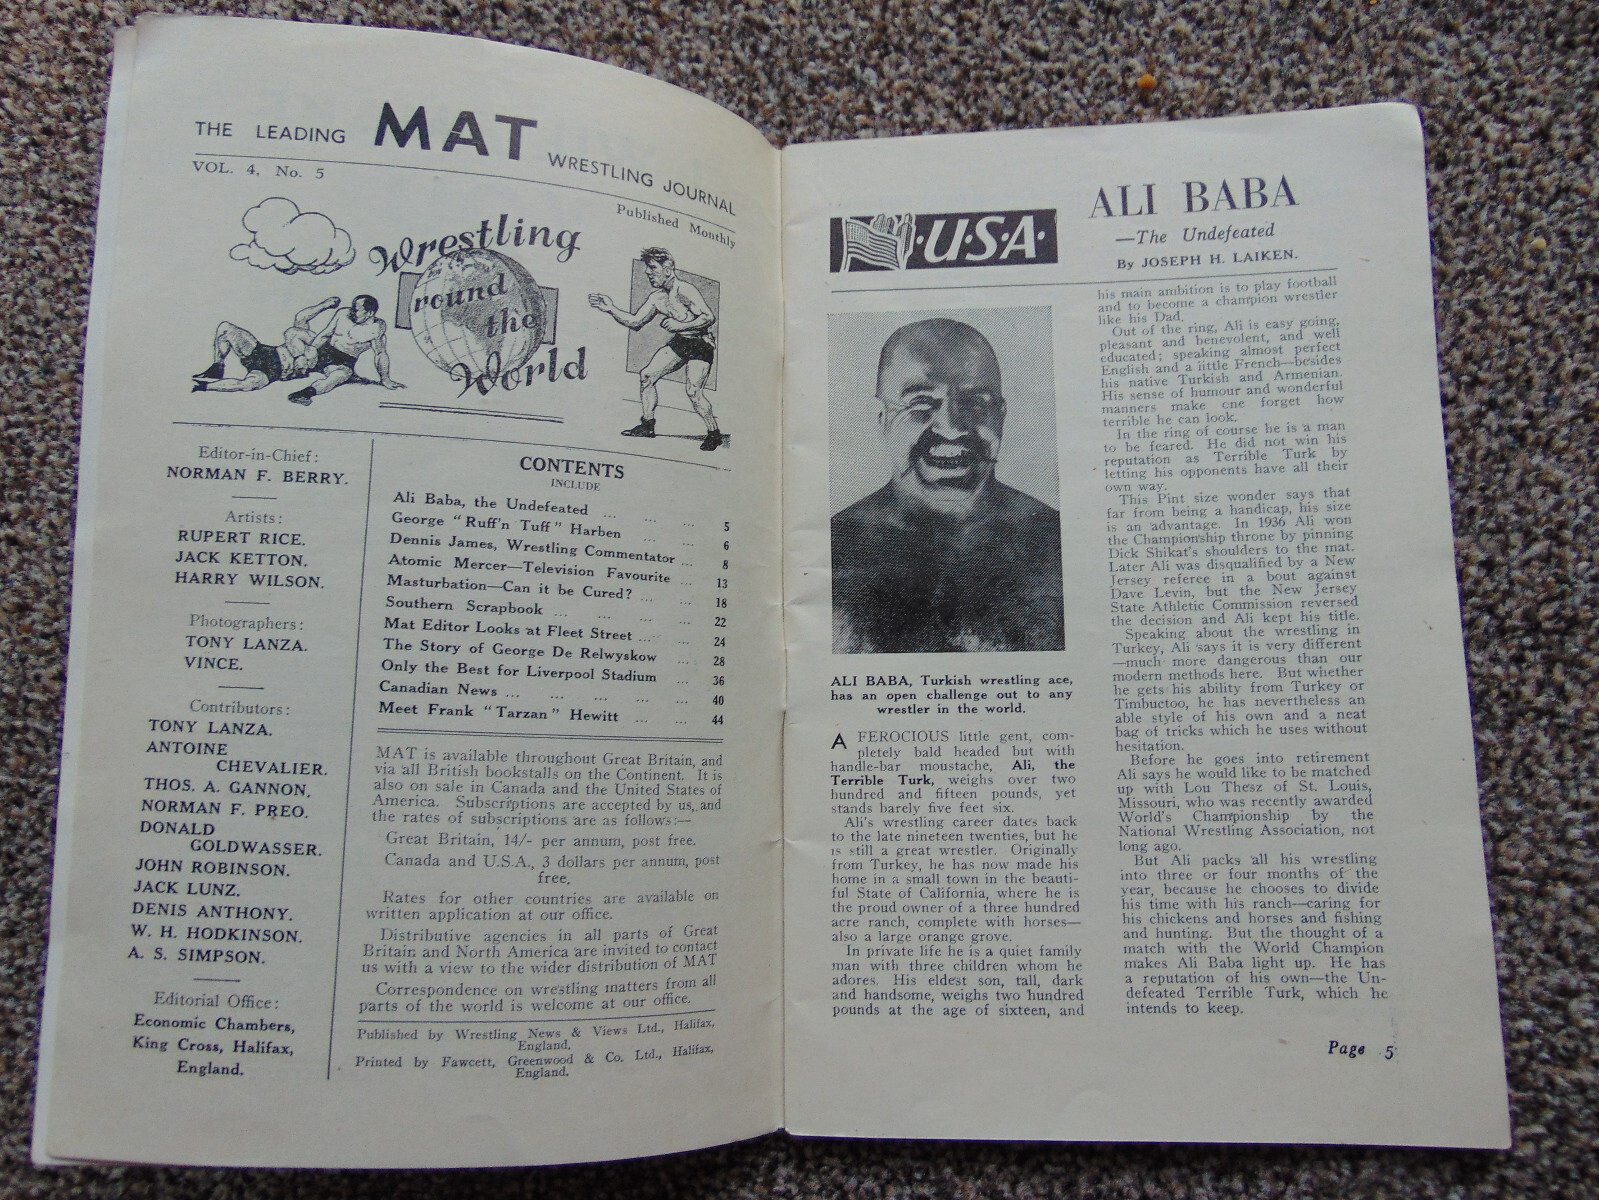 THE LEADING MAT WRESTLING JOURNAL
VOL. 4, No. 5
Published Monthly
Wrestling
round
the
World
Editor-in-Chief:
NORMAN F. BERRY.
Artists:
RUPERT RICE.
JACK KETTON.
HARRY WILSON.
Photographers:
TONY LANZA.
VINCE.
Contributors:
TONY LANZA.
ANTOINE
CHEVALIER.
THOS. A. GANNON.
NORMAN F. PREO.
DONALD
GOLDWASSER.
JOHN ROBINSON.
JACK LUNZ.
DENIS ANTHONY.
W. H. HODKINSON.
A. S. SIMPSON.
Editorial Office:
Economic Chambers,
King Cross, Halifax,
England.
CONTENTS
INCLUDE
Ali Baba, the Undefeated ... ... ... 5
George "Ruff'n Tuff" Harben ... ... 6
Dennis James, Wrestling Commentator ... 8
Atomic Mercer—Television Favourite ... 13
Masturbation—Can it be Cured? ... ... 18
Southern Scrapbook ... ... ... ... 22
Mat Editor Looks at Fleet Street ... ... 24
The Story of George De Relwyskow ... 28
Only the Best for Liverpool Stadium ... 36
Canadian News ... ... ... ... ... 40
Meet Frank "Tarzan" Hewitt ... ... 44
MAT is available throughout Great Britain, and
via all British bookstalls on the Continent. It is
also on sale in Canada and the United States of
America. Subscriptions are accepted by us, and
the rates of subscriptions are as follows:—
Great Britain, 14/- per annum, post free.
Canada and U.S.A., 3 dollars per annum, post
free.
Rates for other countries are available on
written application at our office.
Distributive agencies in all parts of Great
Britain and North America are invited to contact
us with a view to the wider distribution of MAT
Correspondence on wrestling matters from all
parts of the world is welcome at our office.
Published by Wrestling News & Views Ltd., Halifax,
England.
Printed by Fawcett, Greenwood & Co. Ltd., Halifax,
England.
·U·S·A·
ALI BABA
—The Undefeated
By JOSEPH H. LAIKEN.
ALI BABA, Turkish wrestling ace,
has an open challenge out to any
wrestler in the world.
A FEROCIOUS little gent, com-
pletely bald headed but with
handle-bar moustache, Ali, the
Terrible Turk, weighs over two
hundred and fifteen pounds, yet
stands barely five feet six.
Ali's wrestling career dates back
to the late nineteen twenties, but he
is still a great wrestler. Originally
from Turkey, he has now made his
home in a small town in the beauti-
ful State of California, where he is
the proud owner of a three hundred
acre ranch, complete with horses—
also a large orange grove.
In private life he is a quiet family
man with three children whom he
adores. His eldest son, tall, dark
and handsome, weighs two hundred
pounds at the age of sixteen, and
his main ambition is to play football
and to become a champion wrestler
like his Dad.
Out of the ring, Ali is easy going,
pleasant and benevolent, and well
educated; speaking almost perfect
English and a little French—besides
his native Turkish and Armenian.
His sense of humour and wonderful
manners make one forget how
terrible he can look.
In the ring of course he is a man
to be feared. He did not win his
reputation as Terrible Turk by
letting his opponents have all their
own way.
This Pint size wonder says that
far from being a handicap, his size
is an advantage. In 1936 Ali won
the Championship throne by pinning
Dick Shikat's shoulders to the mat.
Later Ali was disqualified by a New
Jersey referee in a bout against
Dave Levin, but the New Jersey
State Athletic Commission reversed
the decision and Ali kept his title.
Speaking about the wrestling in
Turkey, Ali says it is very different
—much more dangerous than our
modern methods here. But whether
he gets his ability from Turkey or
Timbuctoo, he has nevertheless an
able style of his own and a neat
bag of tricks which he uses without
hesitation.
Before he goes into retirement
Ali says he would like to be matched
up with Lou Thesz of St. Louis,
Missouri, who was recently awarded
World's Championship by the
National Wrestling Association, not
long ago.
But Ali packs all his wrestling
into three or four months of the
year, because he chooses to divide
his time with his ranch—caring for
his chickens and horses and fishing
and hunting. But the thought of a
match with the World Champion
makes Ali Baba light up. He has
a reputation of his own—the Un-
defeated Terrible Turk, which he
intends to keep.
Page 5